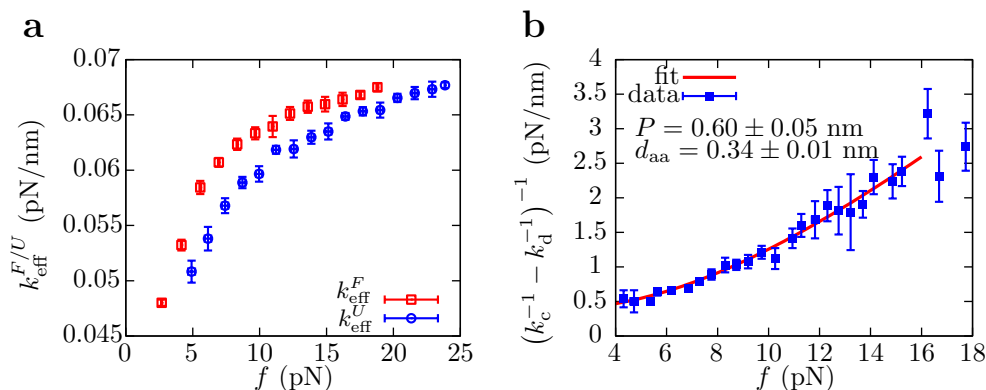 a
k_eff^{F/U} (pN/nm)
0.07
0.065
0.06
0.055
0.05
0.045
k_eff^F
k_eff^U
0 5 10 15 20 25
f (pN)
b
(k_c^{-1} − k_d^{-1})^{-1} (pN/nm)
4
3.5
3
2.5
2
1.5
1
0.5
0
fit
data
P = 0.60 ± 0.05 nm
d_aa = 0.34 ± 0.01 nm
4 6 8 10 12 14 16 18
f (pN)